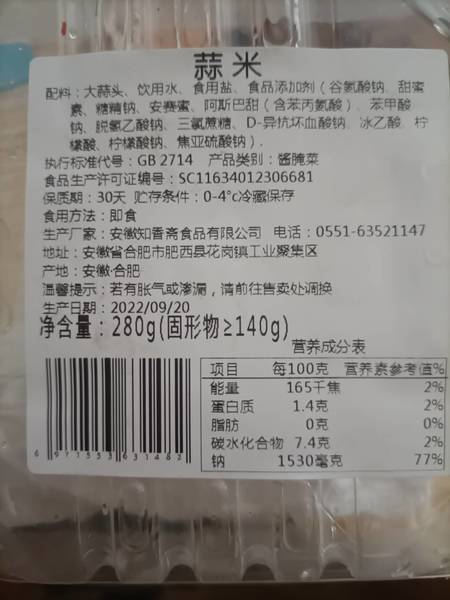 蒜米
配料：大蒜头、饮用水、食用盐、食品添加剂（谷氨酸钠、甜蜜
素、糖精钠、安赛蜜、阿斯巴甜（含苯丙氨酸）、苯甲酸
钠、脱氢乙酸钠、三氯蔗糖、D-异抗坏血酸钠、冰乙酸、柠
檬酸、柠檬酸钠、焦亚硫酸钠）.
执行标准代号：GB 2714 产品类别：酱腌菜
食品生产许可证编号：SC11634012306681
保质期：30天 贮存条件：0-4℃冷藏保存
食用方法：即食
生产厂家：安徽知香斋食品有限公司 电话：0551-63521147
地址：安徽省合肥市肥西县花岗镇工业聚集区
产地：安徽·合肥
温馨提示：若有胀气或渗漏，请前往售卖处调换
生产日期：2022/09/20
净含量：280g(固形物≥140g)
营养成分表
项目 每100克 营养素参考值%
能量 165千焦 2%
蛋白质 1.4克 2%
脂肪 0克 0%
碳水化合物 7.4克 2%
钠 1530毫克 77%
6 971553 631482